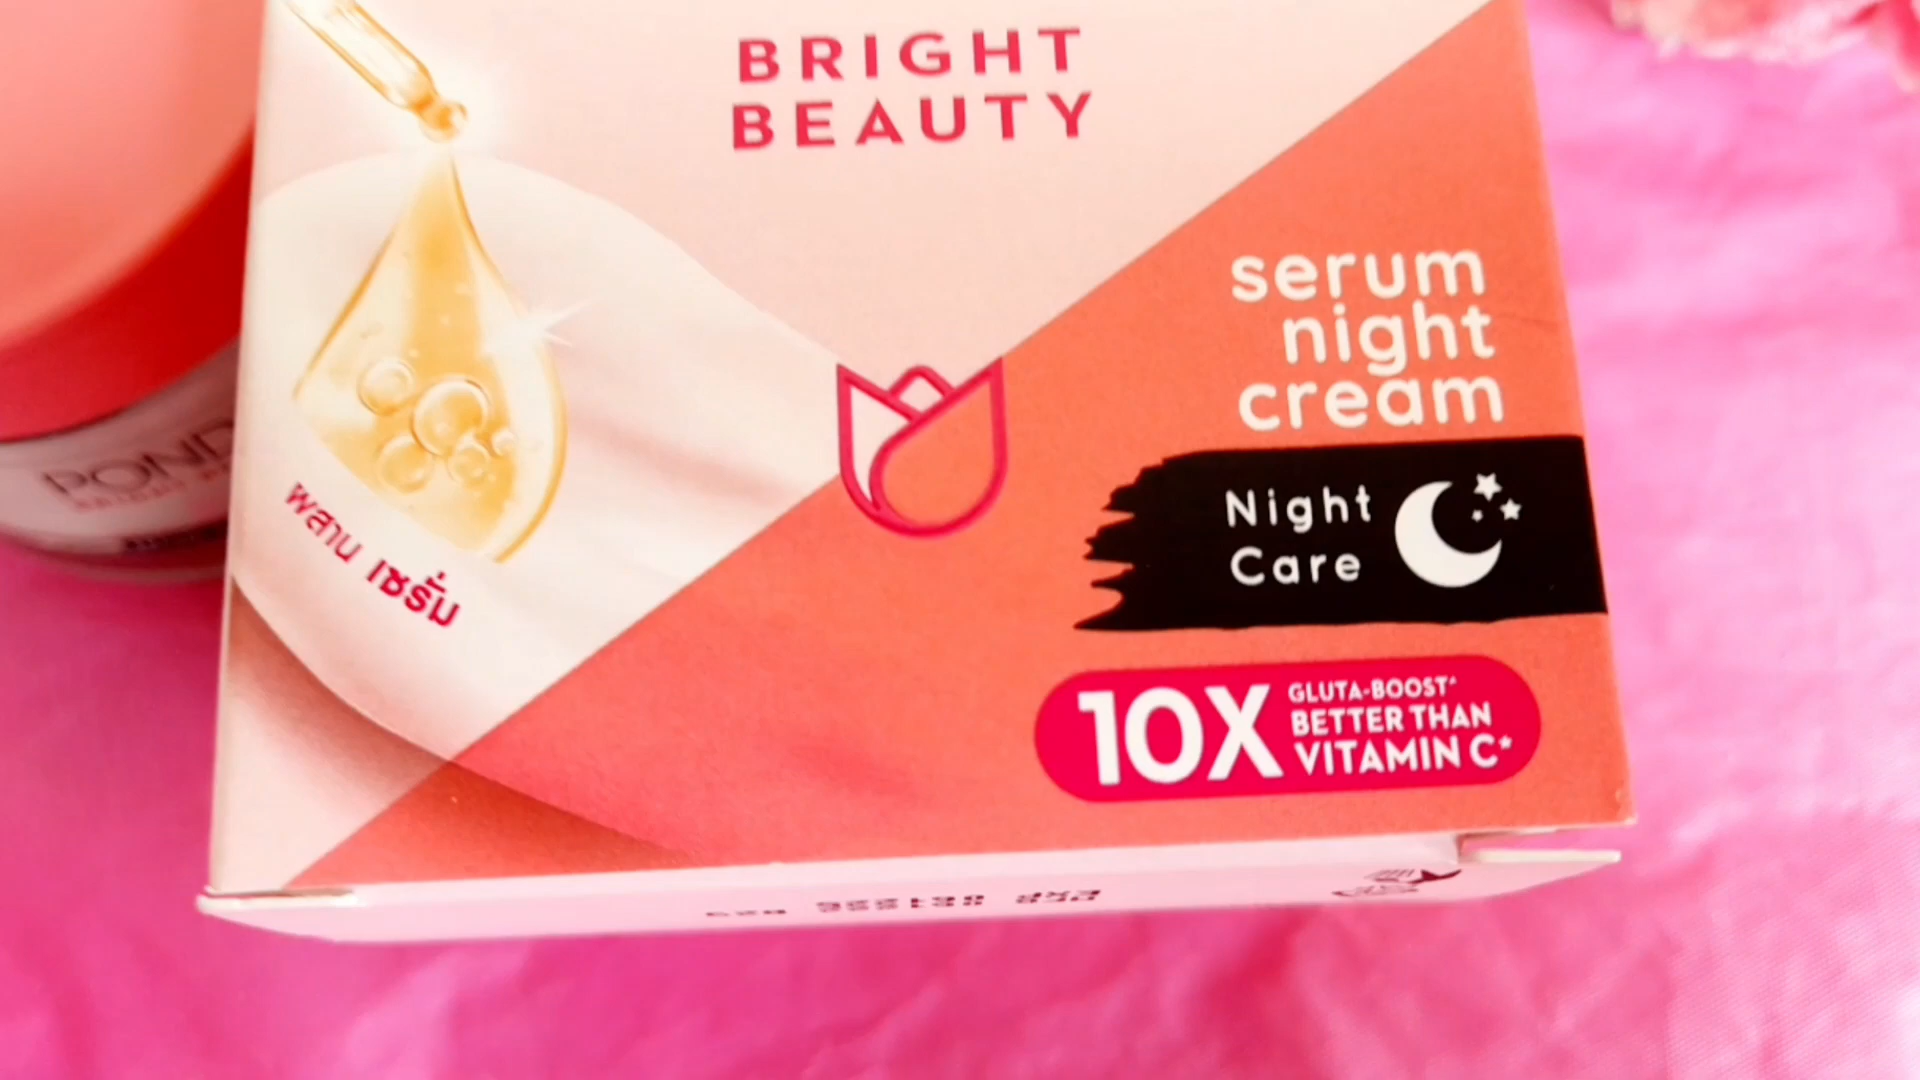 BRIGHT
BEAUTY
serum
night
cream
Night
Care
ผสาน เซรั่ม
10X
GLUTA-BOOST^
BETTER THAN
VITAMIN C*
POND